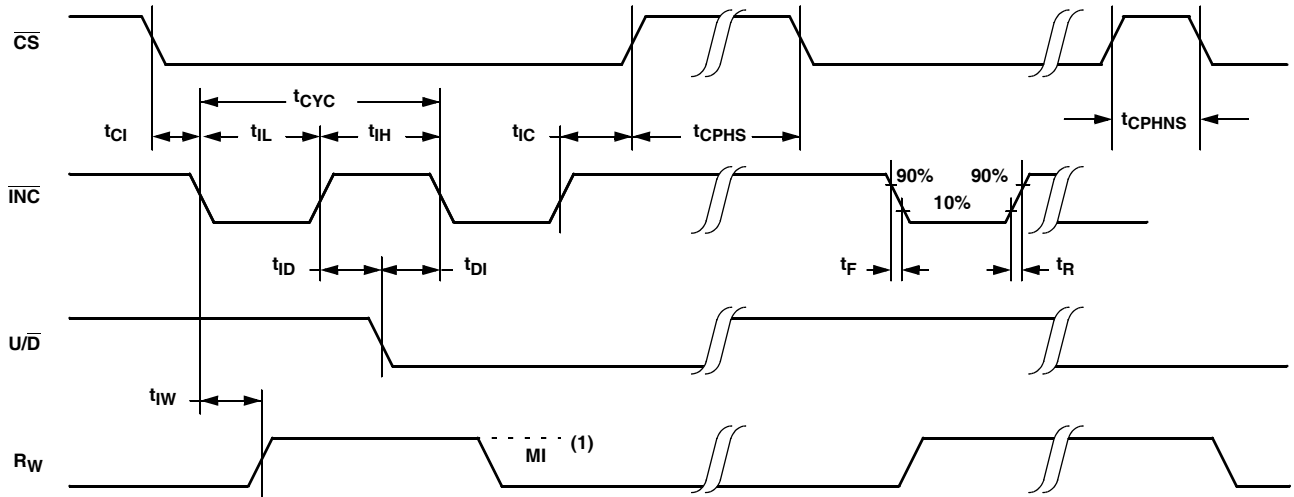 CS
tCYC
tCI tIL tIH tIC tCPHS tCPHNS
INC
90% 90%
10%
tID tDI tF tR
U/D
tIW
(1)
MI
RW